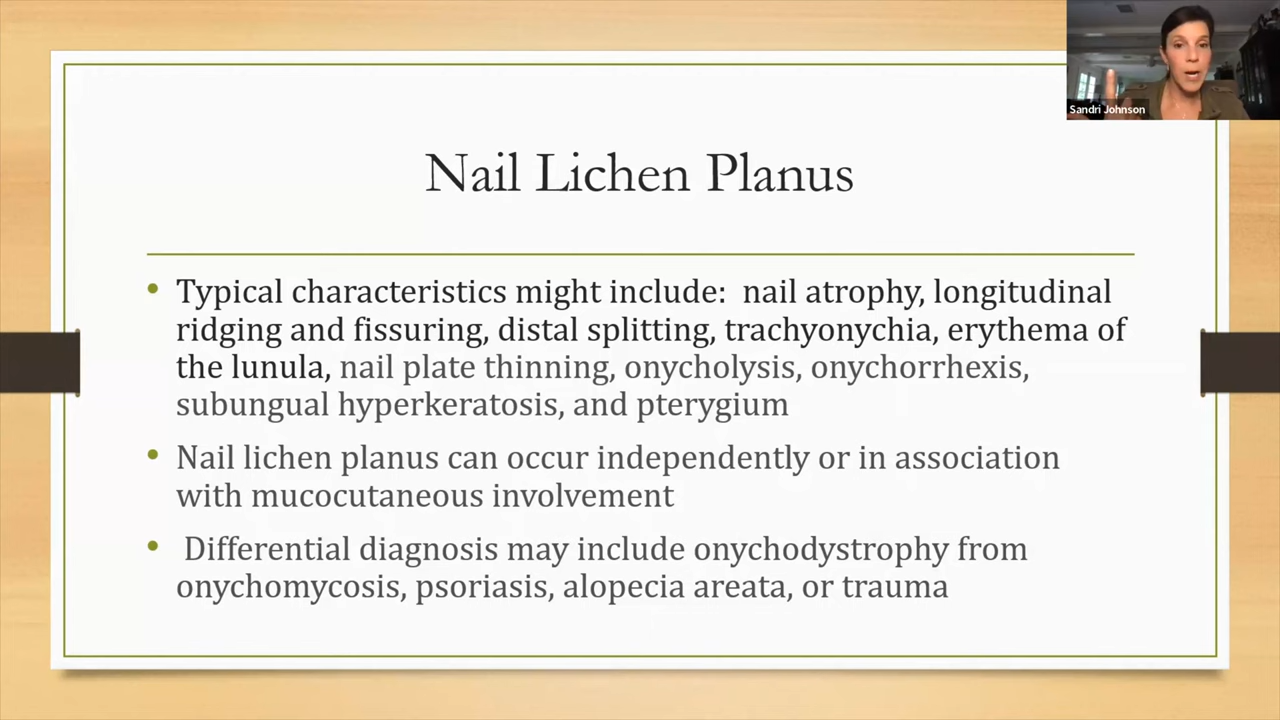 Sandri Johnson
Nail Lichen Planus
• Typical characteristics might include:  nail atrophy, longitudinal
ridging and fissuring, distal splitting, trachyonychia, erythema of
the lunula, nail plate thinning, onycholysis, onychorrhexis,
subungual hyperkeratosis, and pterygium
• Nail lichen planus can occur independently or in association
with mucocutaneous involvement
• Differential diagnosis may include onychodystrophy from
onychomycosis, psoriasis, alopecia areata, or trauma